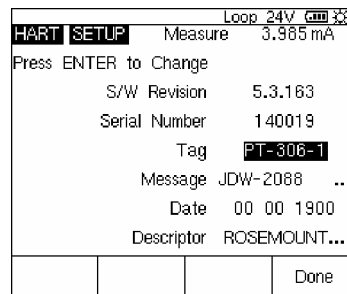 Loop 24V
HART SETUP Measure 3.985 mA
Press ENTER to Change
S/W Revision 5.3.163
Serial Number 140019
Tag PT-306-1
Message JDW-2088 ..
Date 00 00 1900
Descriptor ROSEMOUNT...
Done